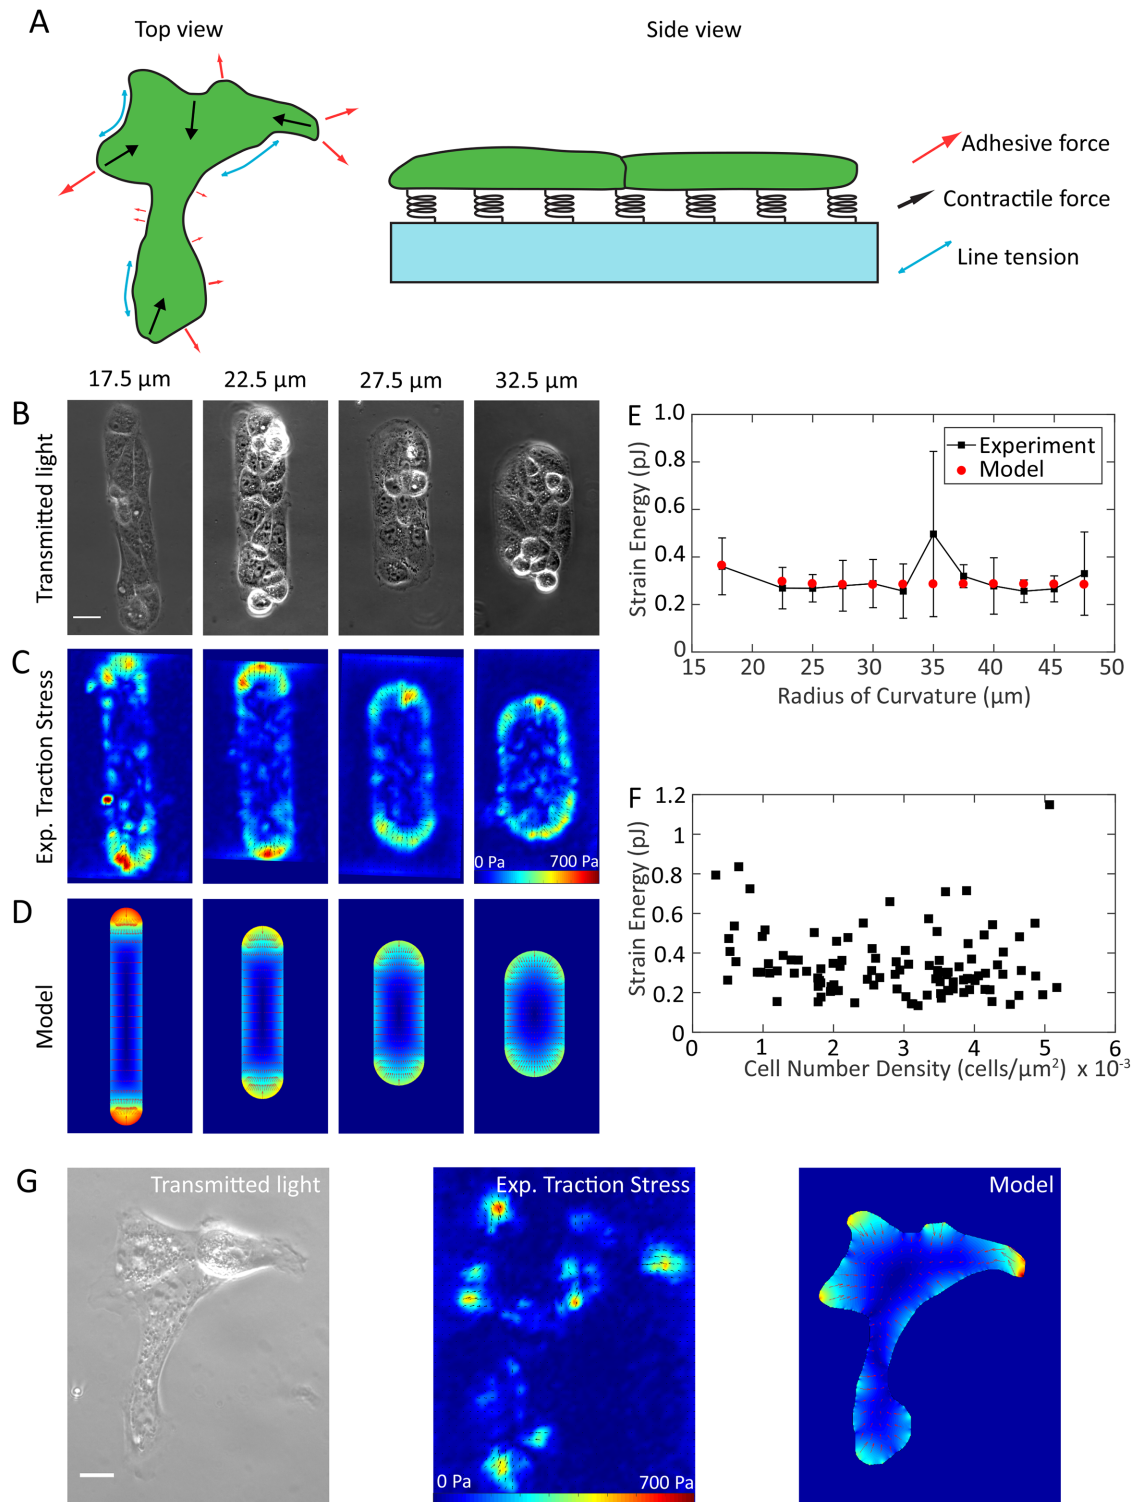 A
Top view
Side view
Adhesive force
Contractile force
Line tension
17.5 µm
22.5 µm
27.5 µm
32.5 µm
B
Transmitted light
C
Exp. Traction Stress
0 Pa
700 Pa
D
Model
E
Strain Energy (pJ)
1.0
0.8
0.6
0.4
0.2
0
15
20
25
30
35
40
45
50
Radius of Curvature (µm)
Experiment
Model
F
Strain Energy (pJ)
1.2
1
0.8
0.6
0.4
0.2
0
0
1
2
3
4
5
6
Cell Number Density (cells/µm²) x 10⁻³
G
Transmitted light
Exp. Traction Stress
0 Pa
700 Pa
Model